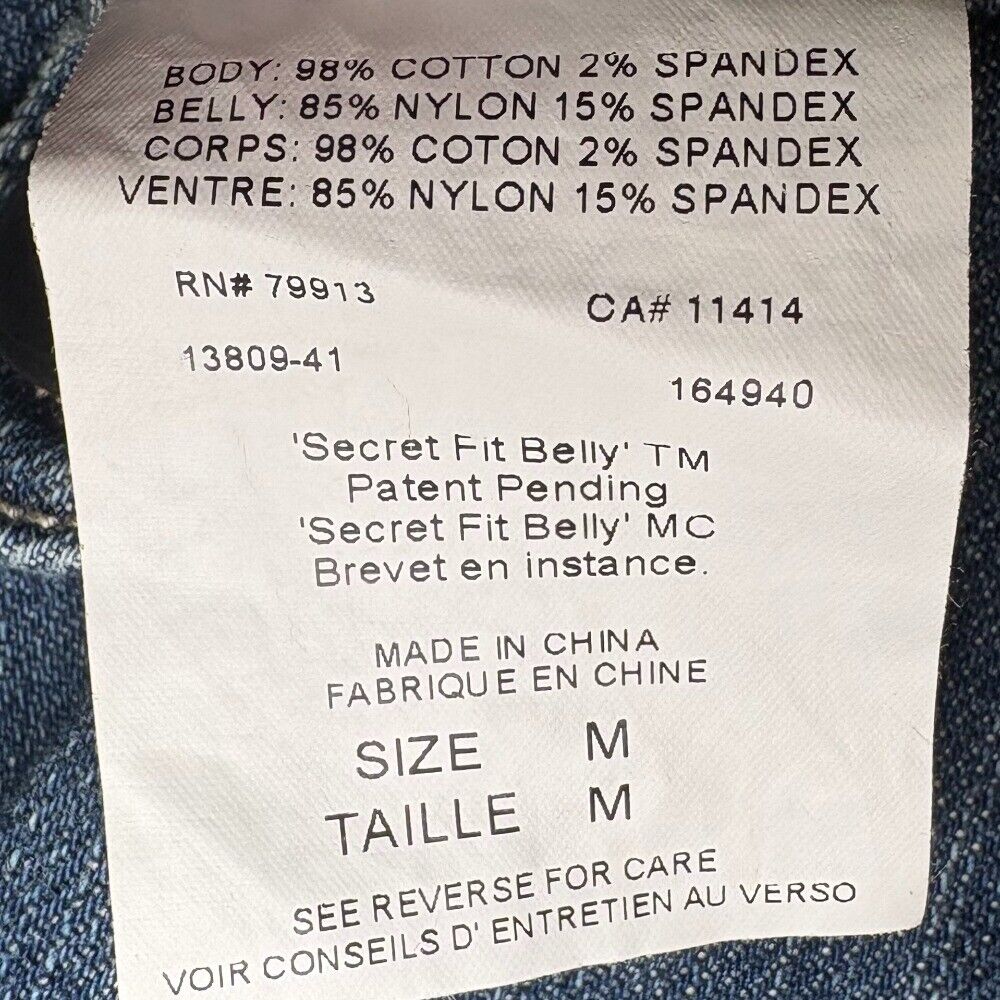 BODY: 98% COTTON 2% SPANDEX
BELLY: 85% NYLON 15% SPANDEX
CORPS: 98% COTON 2% SPANDEX
VENTRE: 85% NYLON 15% SPANDEX
RN# 79913
CA# 11414
13809-41
164940
'Secret Fit Belly' TM
Patent Pending
'Secret Fit Belly' MC
Brevet en instance.
MADE IN CHINA
FABRIQUE EN CHINE
SIZE M
TAILLE M
SEE REVERSE FOR CARE
VOIR CONSEILS D' ENTRETIEN AU VERSO